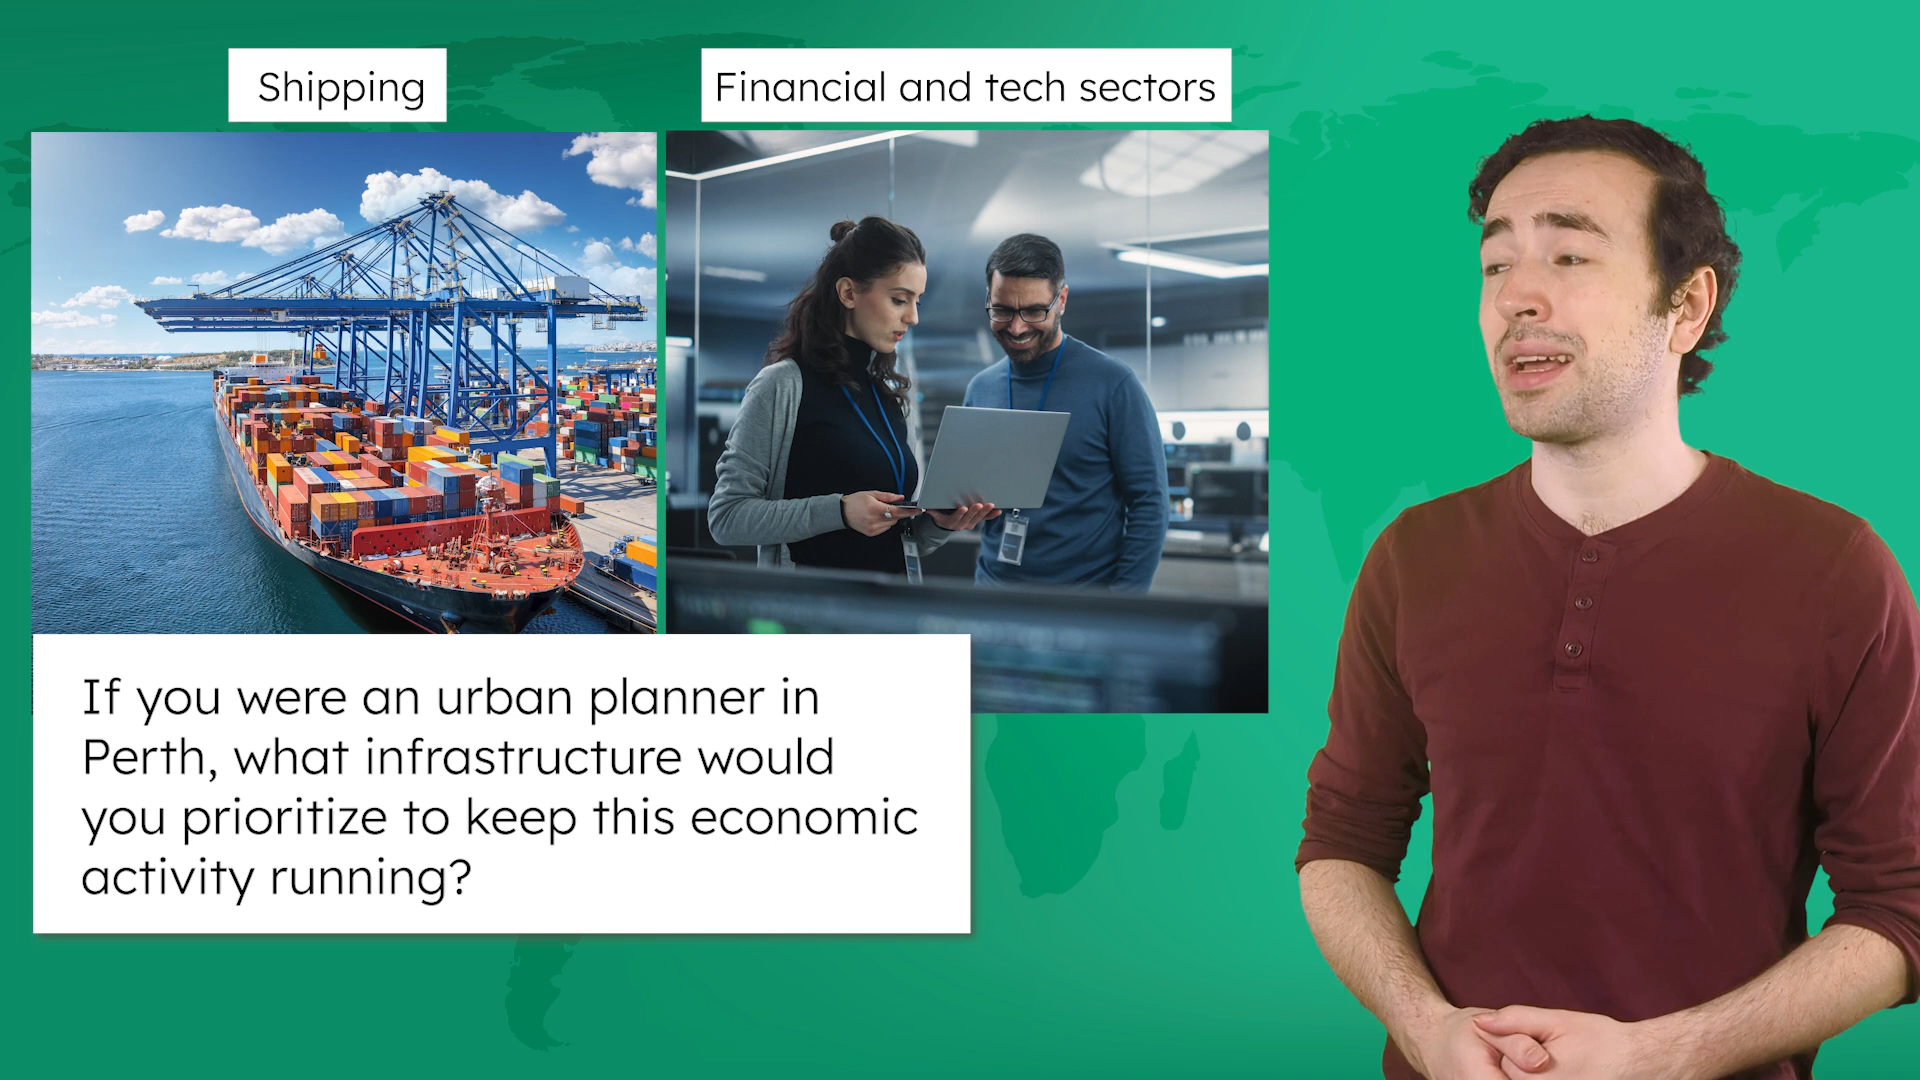 Shipping
Financial and tech sectors
If you were an urban planner in
Perth, what infrastructure would
you prioritize to keep this economic
activity running?